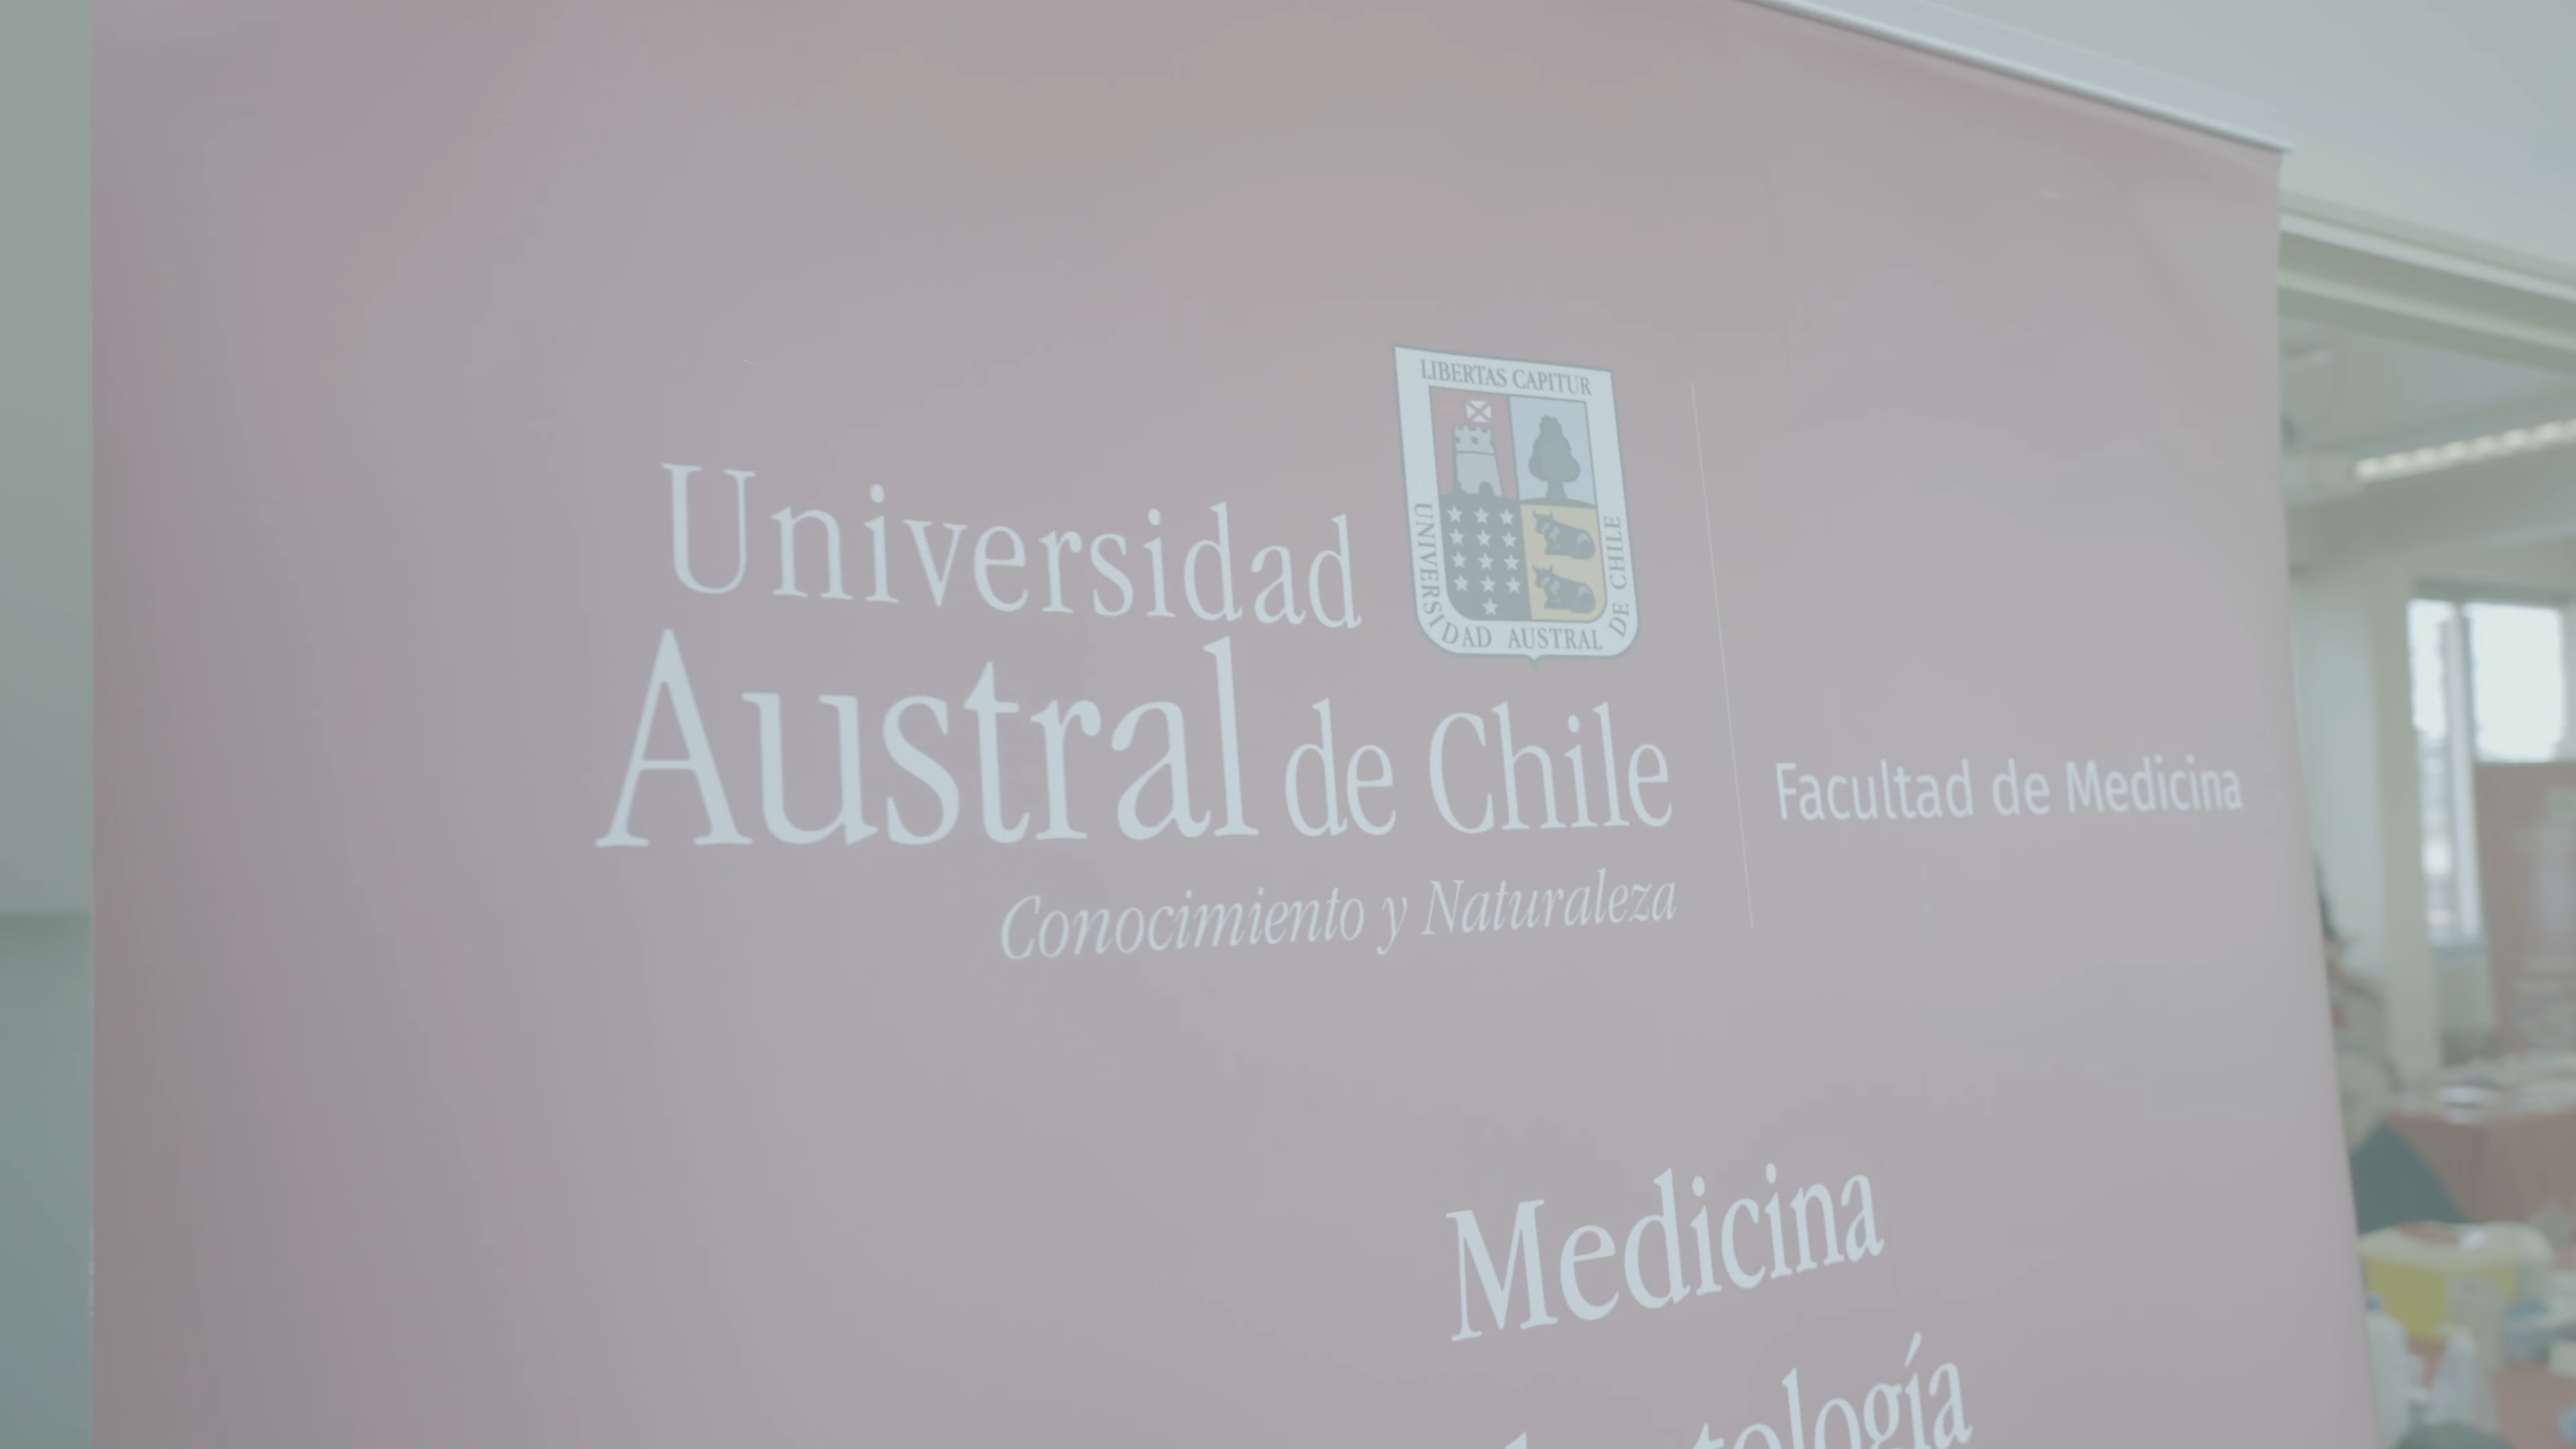 LIBERTAS CAPITUR
UNIVERSIDAD AUSTRAL DE CHILE
Universidad
Austral de Chile
Conocimiento y Naturaleza
Facultad de Medicina
Medicina